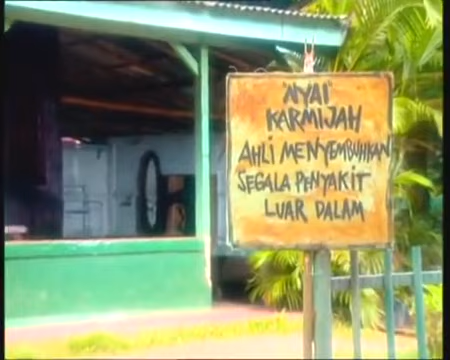 "NYAI"
KARMIJAH
AHLI MENYEMBUHKAN
SEGALA PENYAKIT
LUAR DALAM